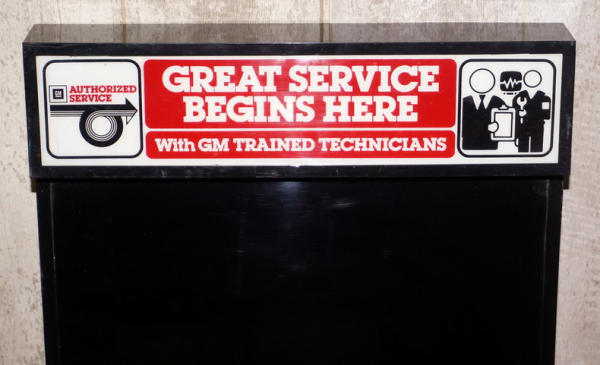 GM
AUTHORIZED
SERVICE
GREAT SERVICE
BEGINS HERE
With GM TRAINED TECHNICIANS